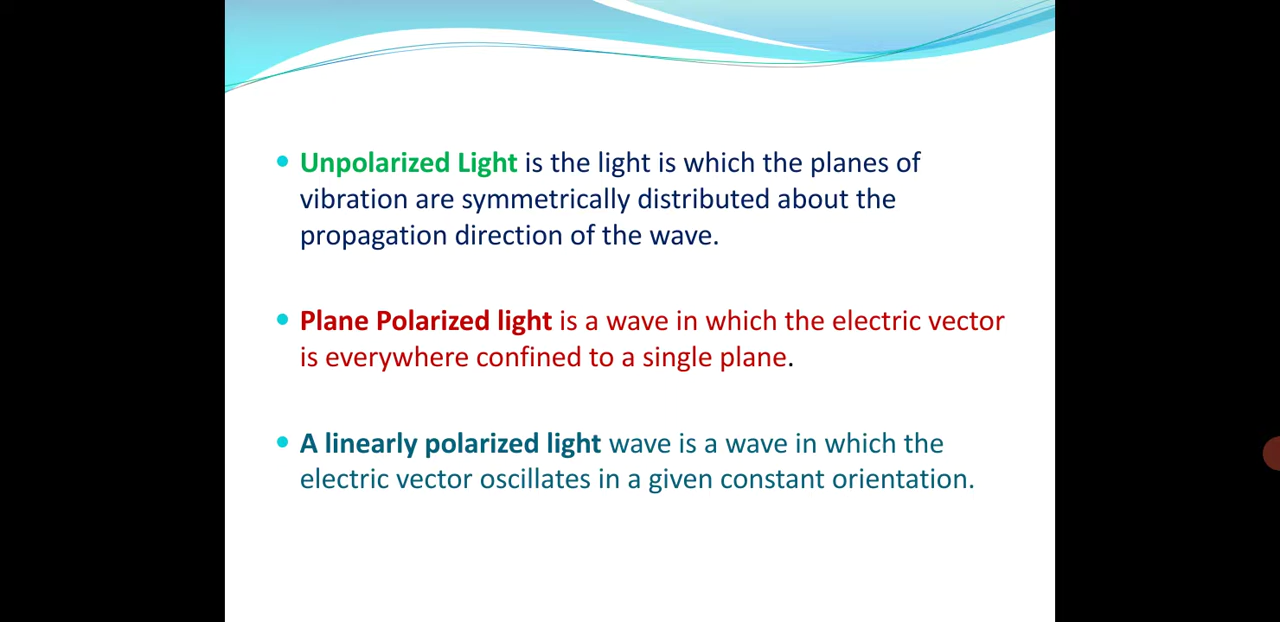 Unpolarized Light is the light is which the planes of
vibration are symmetrically distributed about the
propagation direction of the wave.
Plane Polarized light is a wave in which the electric vector
is everywhere confined to a single plane.
A linearly polarized light wave is a wave in which the
electric vector oscillates in a given constant orientation.